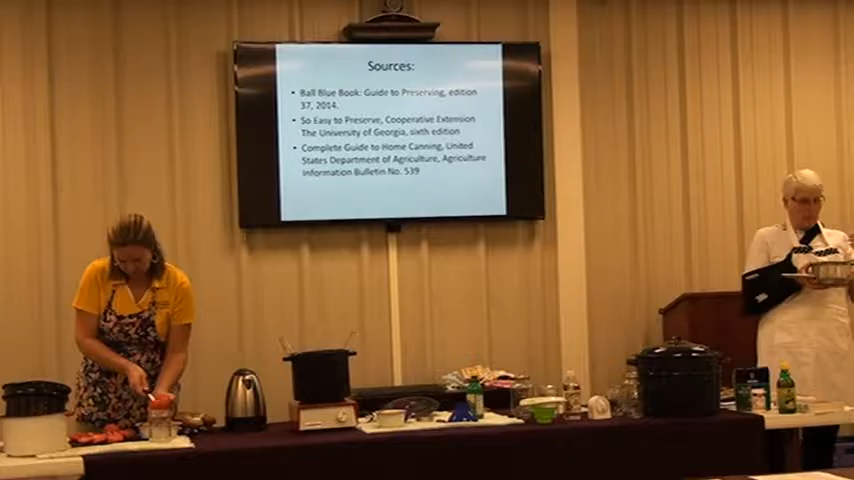 Sources:
• Ball Blue Book: Guide to Preserving, edition
37, 2014.
• So Easy to Preserve, Cooperative Extension
The University of Georgia, sixth edition
• Complete Guide to Home Canning, United
States Department of Agriculture, Agriculture
Information Bulletin No. 539